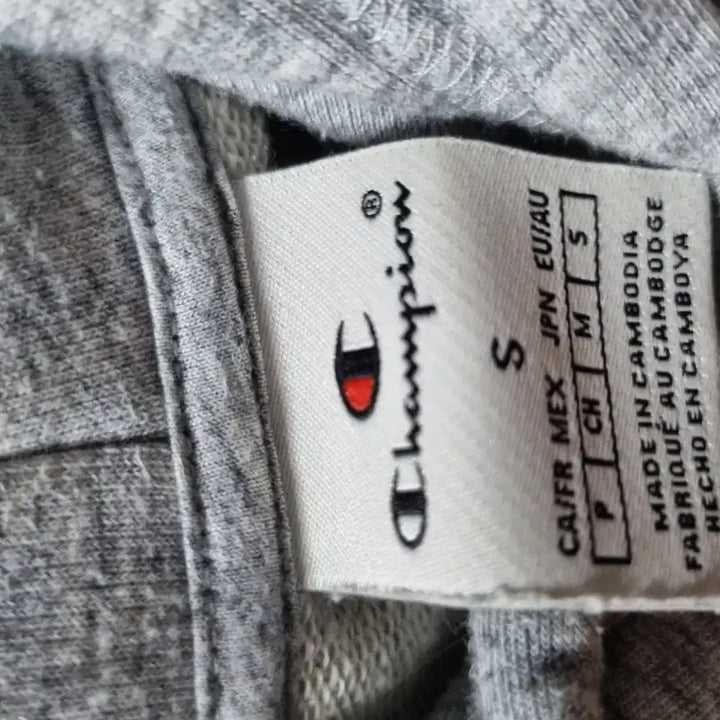 Champion®
S
CA/FR MEX JPN EU/AU
P CH M S
MADE IN CAMBODIA
FABRIQUÉ AU CAMBODGE
HECHO EN CAMBOYA